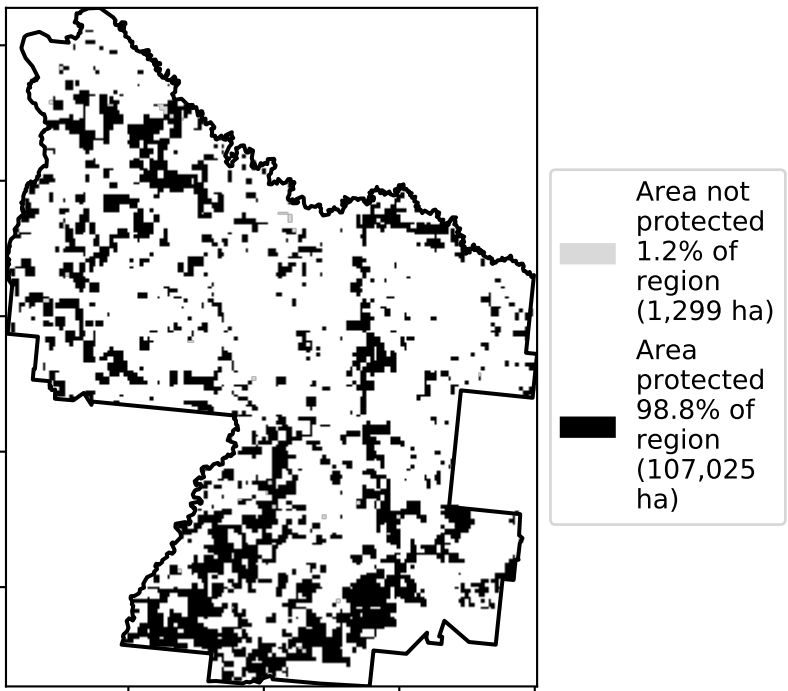 Area not
protected
1.2% of
region
(1,299 ha)
Area
protected
98.8% of
region
(107,025
ha)